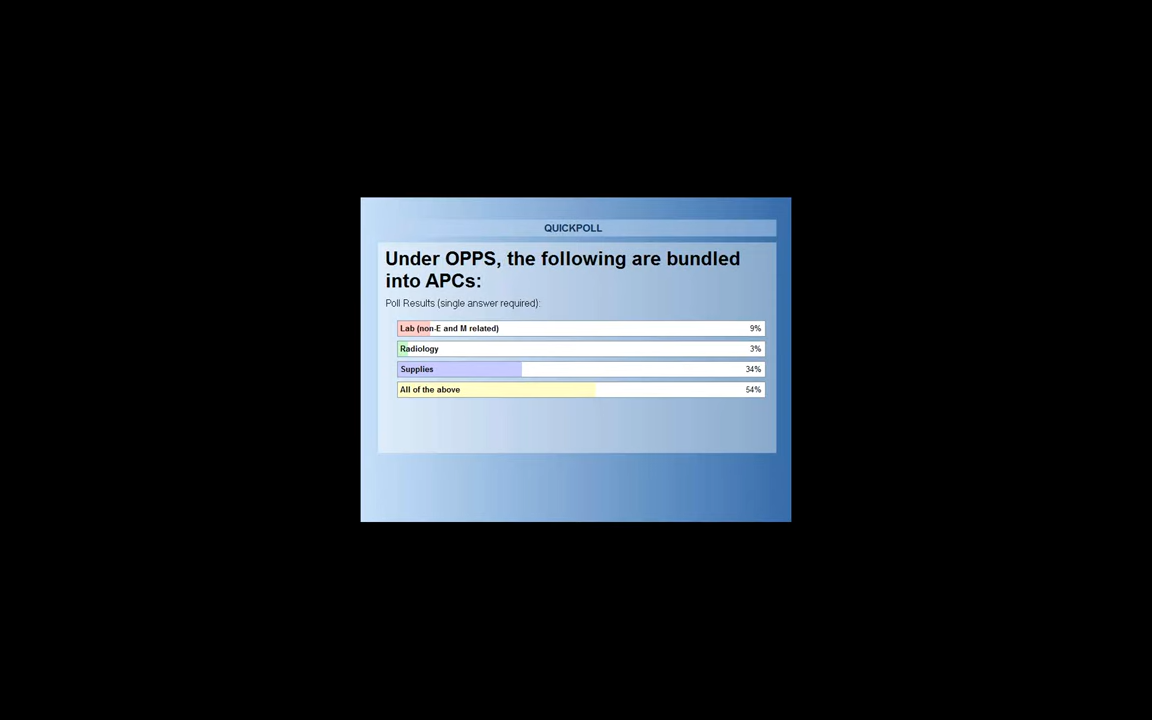 QUICKPOLL
Under OPPS, the following are bundled
into APCs:
Poll Results (single answer required):
Lab (non-E and M related) 9%
Radiology 3%
Supplies 34%
All of the above 54%